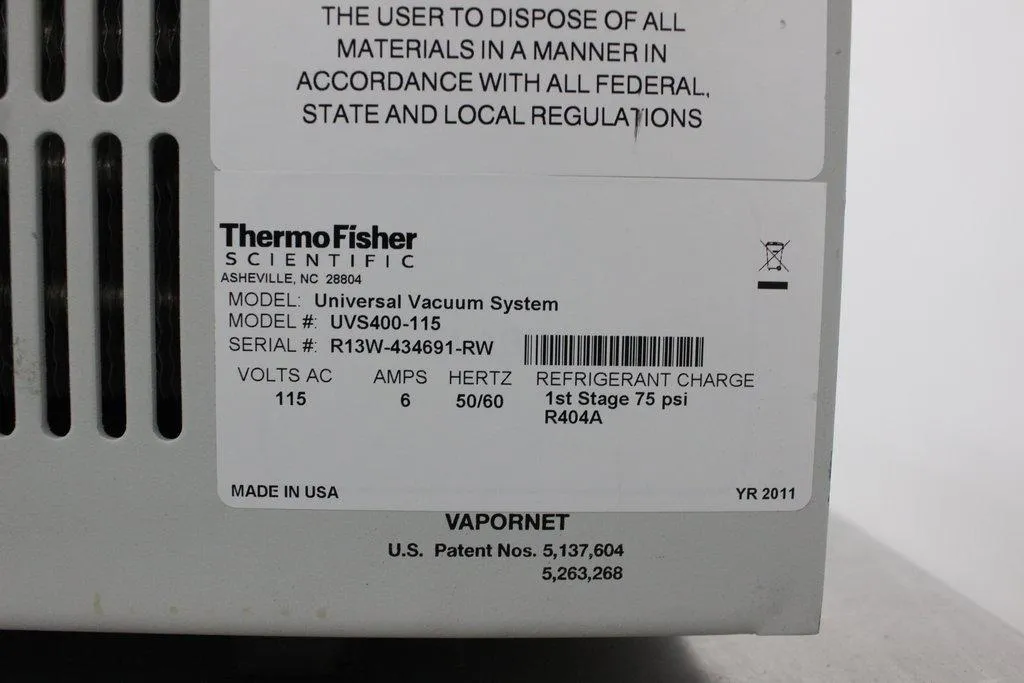 THE USER TO DISPOSE OF ALL
MATERIALS IN A MANNER IN
ACCORDANCE WITH ALL FEDERAL,
STATE AND LOCAL REGULATIONS
ThermoFisher
SCIENTIFIC
ASHEVILLE, NC 28804
MODEL: Universal Vacuum System
MODEL #: UVS400-115
SERIAL #: R13W-434691-RW
VOLTS AC AMPS HERTZ REFRIGERANT CHARGE
115 6 50/60 1st Stage 75 psi
R404A
MADE IN USA YR 2011
VAPORNET
U.S. Patent Nos. 5,137,604
5,263,268